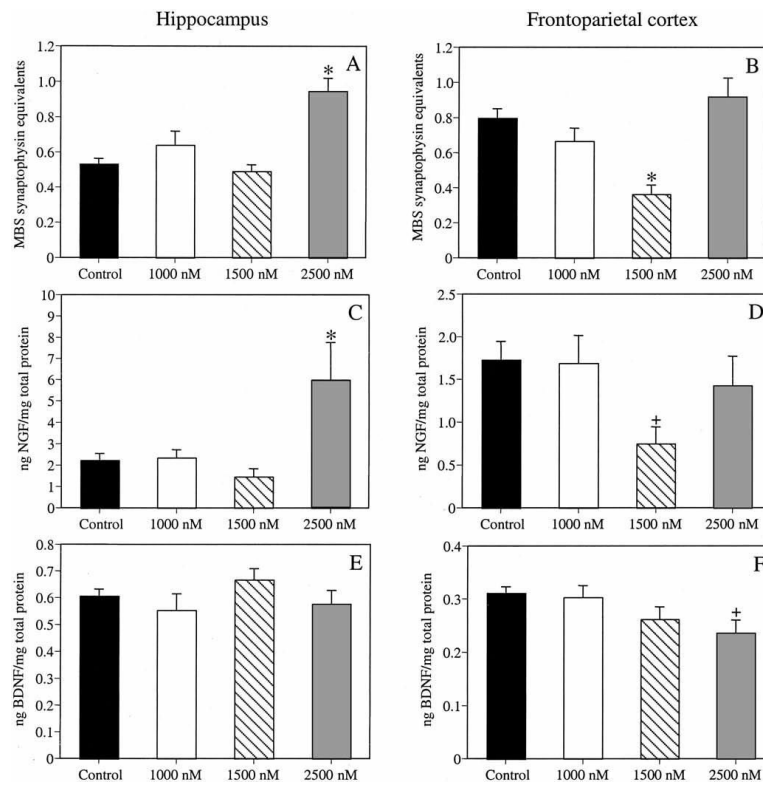 Hippocampus
Frontoparietal cortex
A
*
MBS synaptophysin equivalents
1.2
1.0
0.8
0.6
0.4
0.2
0.0
Control 1000 nM 1500 nM 2500 nM
B
*
MBS synaptophysin equivalents
1.2
1.0
0.8
0.6
0.4
0.2
0.0
Control 1000 nM 1500 nM 2500 nM
C
*
ng NGF/mg total protein
10
9
8
7
6
5
4
3
2
1
0
Control 1000 nM 1500 nM 2500 nM
D
+
ng NGF/mg total protein
2.5
2.0
1.5
1.0
0.5
0
Control 1000 nM 1500 nM 2500 nM
E
ng BDNF/mg total protein
0.8
0.7
0.6
0.5
0.4
0.3
0.2
0.1
0
Control 1000 nM 1500 nM 2500 nM
F
+
ng BDNF/mg total protein
0.4
0.3
0.2
0.1
0
Control 1000 nM 1500 nM 2500 nM